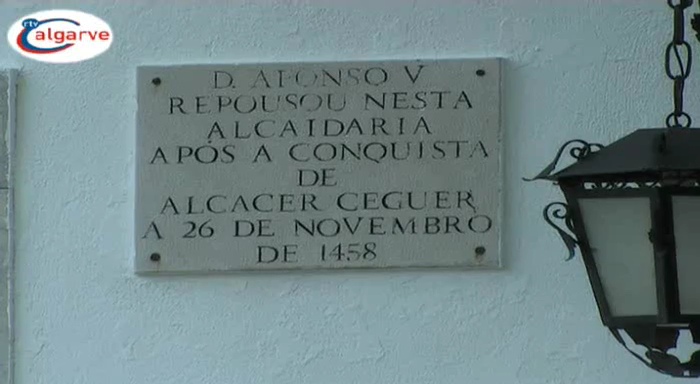 rtv
algarve
D. AFONSO V
REPOUSOU NESTA
ALCAIDARIA
APÓS A CONQUISTA
DE
ALCACER CEGUER
A 26 DE NOVEMBRO
DE 1458